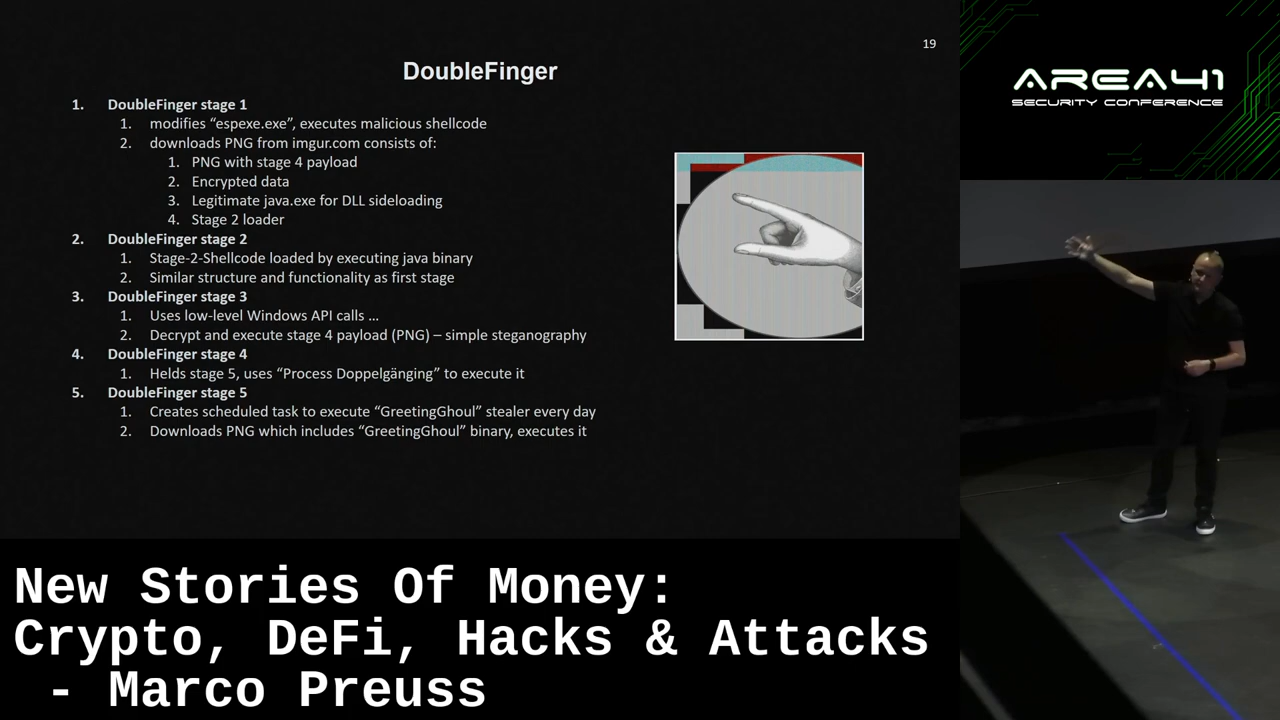 19
DoubleFinger
1. DoubleFinger stage 1
1. modifies “espexe.exe”, executes malicious shellcode
2. downloads PNG from imgur.com consists of:
1. PNG with stage 4 payload
2. Encrypted data
3. Legitimate java.exe for DLL sideloading
4. Stage 2 loader
2. DoubleFinger stage 2
1. Stage-2-Shellcode loaded by executing java binary
2. Similar structure and functionality as first stage
3. DoubleFinger stage 3
1. Uses low-level Windows API calls …
2. Decrypt and execute stage 4 payload (PNG) – simple steganography
4. DoubleFinger stage 4
1. Helds stage 5, uses “Process Doppelgänging” to execute it
5. DoubleFinger stage 5
1. Creates scheduled task to execute “GreetingGhoul” stealer every day
2. Downloads PNG which includes “GreetingGhoul” binary, executes it
AREA41
SECURITY CONFERENCE
New Stories Of Money:
Crypto, DeFi, Hacks & Attacks
- Marco Preuss